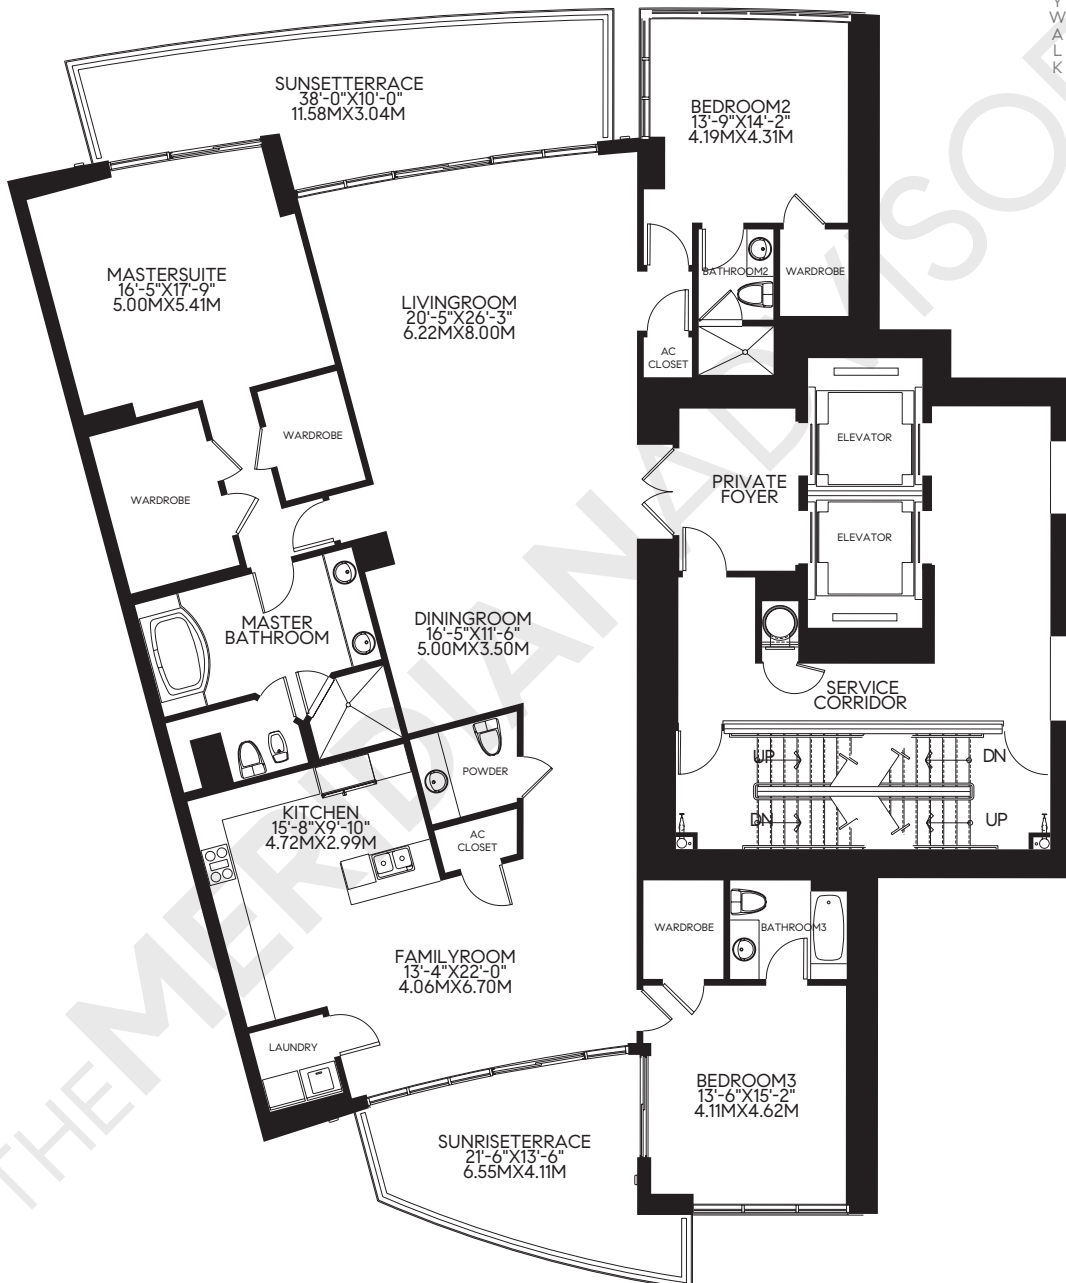 Y
W
A
L
K
SUNSETTERRACE
38'-0"X10'-0"
11.58MX3.04M
BEDROOM2
13'-9"X14'-2"
4.19MX4.31M
MASTERSUITE
16'-5"X17'-9"
5.00MX5.41M
LIVINGROOM
20'-5"X26'-3"
6.22MX8.00M
BATHROOM2
WARDROBE
AC
CLOSET
WARDROBE
WARDROBE
ELEVATOR
PRIVATE
FOYER
ELEVATOR
MASTER
BATHROOM
DININGROOM
16'-5"X11'-6"
5.00MX3.50M
SERVICE
CORRIDOR
UP
DN
DN
UP
POWDER
KITCHEN
15'-8"X9'-10"
4.72MX2.99M
AC
CLOSET
WARDROBE
BATHROOM3
FAMILYROOM
13'-4"X22'-0"
4.06MX6.70M
LAUNDRY
BEDROOM3
13'-6"X15'-2"
4.11MX4.62M
SUNRISETERRACE
21'-6"X13'-6"
6.55MX4.11M
THE MERIDIAN ADVISOR